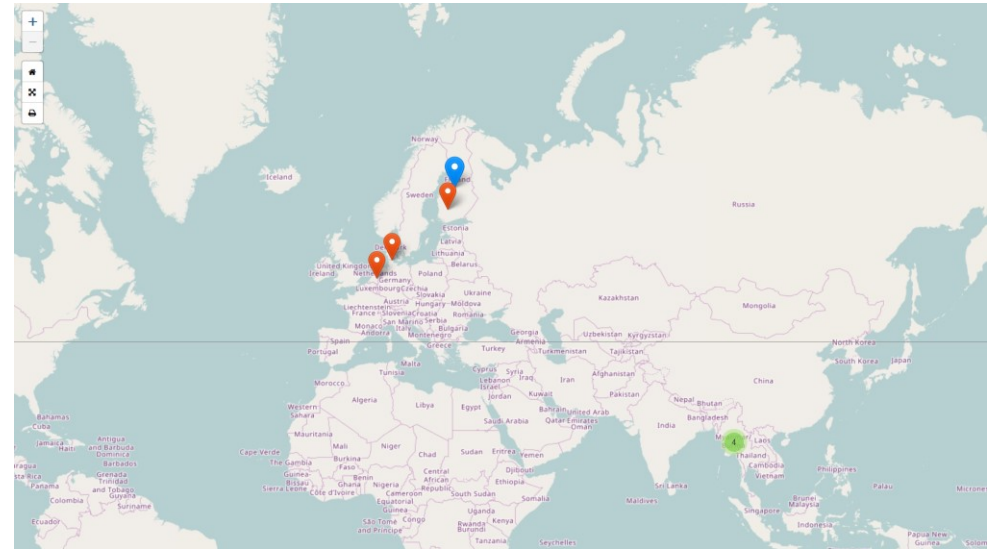 +
−
Norway
Iceland
Finland
Sweden
Russia
Estonia
Latvia
Lithuania
United Kingdom
Ireland
Netherlands
Belarus
Germany
Poland
Luxembourg
Czechia
Slovakia
Ukraine
Austria
Hungary
Moldova
Liechtenstein
France
Slovenia
Croatia
Romania
San Marino
Serbia
Monaco
Italy
Bulgaria
Andorra
Montenegro
Kazakhstan
Mongolia
Spain
Greece
Georgia
Armenia
Uzbekistan
Kyrgyzstan
North Korea
Portugal
Turkey
Turkmenistan
Tajikistan
South Korea
Japan
Malta
Tunisia
Cyprus
Syria
Lebanon
Iraq
Israel
Iran
Afghanistan
China
Morocco
Jordan
Kuwait
Pakistan
Algeria
Libya
Egypt
Nepal
Bhutan
Western
Sahara
Bahrain
United Arab
Bahamas
Saudi Arabia
Qatar
Emirates
Oman
India
Bangladesh
Cuba
Mauritania
4
Laos
Jamaica
Haiti
Antigua
and Barbuda
Dominica
Mali
Niger
Sudan
Eritrea
Yemen
Thailand
Cape Verde
Chad
Barbados
The Gambia
Burkina
Faso
Djibouti
Cambodia
Philippines
Grenada
Guinea-
Bissau
Benin
Central
African
Republic
Ethiopia
Vietnam
Panama
Trinidad
and Tobago
Sierra Leone
Ghana
Côte d'Ivoire
Nigeria
Cameroon
South Sudan
Somalia
Sri Lanka
Palau
Colombia
Guyana
Suriname
Equatorial
Guinea
Maldives
Brunei
Malaysia
Uganda
Singapore
Ecuador
São Tomé
and Príncipe
Congo
Rwanda
Burundi
Kenya
Indonesia
Tanzania
Seychelles
Papua New
Guinea